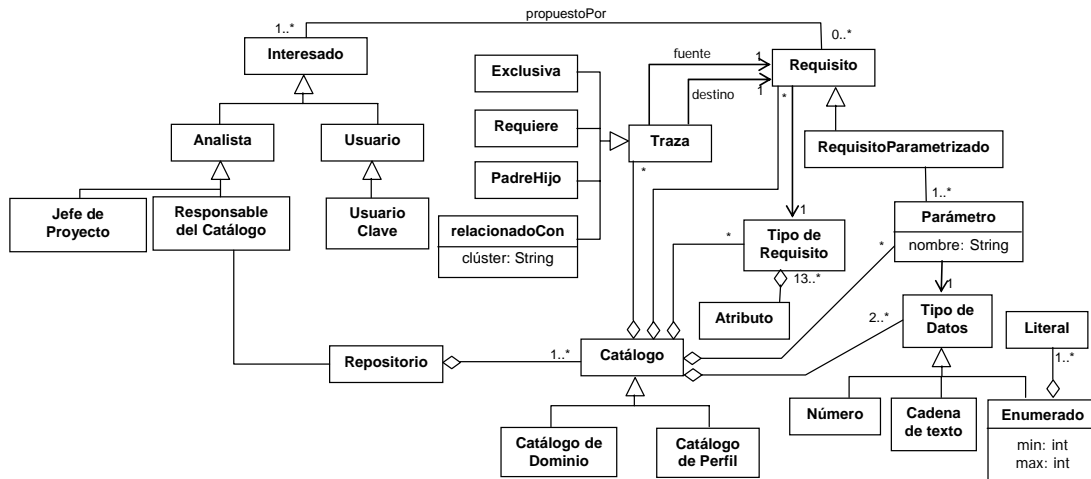 propuestoPor
1..*
0..*
Interesado
Exclusiva
fuente
1
Requisito
destino
1
*
Analista
Usuario
Requiere
Traza
RequisitoParametrizado
*
PadreHijo
1..*
Jefe de
Proyecto
Responsable
del Catálogo
Usuario
Clave
relacionadoCon
clúster: String
1
*
Tipo de
Requisito
*
Parámetro
nombre: String
13..*
1
Atributo
2..*
Tipo de
Datos
Literal
Repositorio
1..*
Catálogo
1..*
Número
Cadena
de texto
Enumerado
min: int
max: int
Catálogo de
Dominio
Catálogo
de Perfil